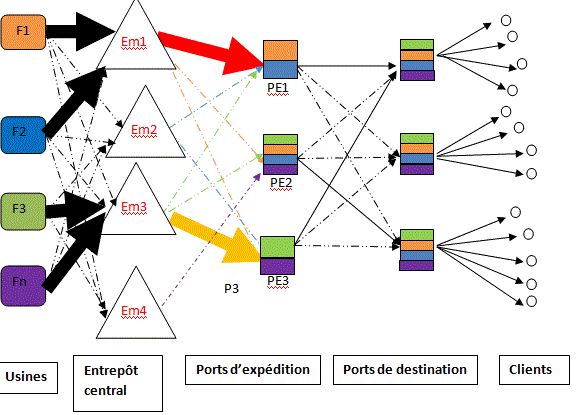 F1
F2
F3
Fn
Em1
Em2
Em3
Em4
PE1
PE2
PE3
P3
Usines
Entrepôt
central
Ports d'expédition
Ports de destination
Clients